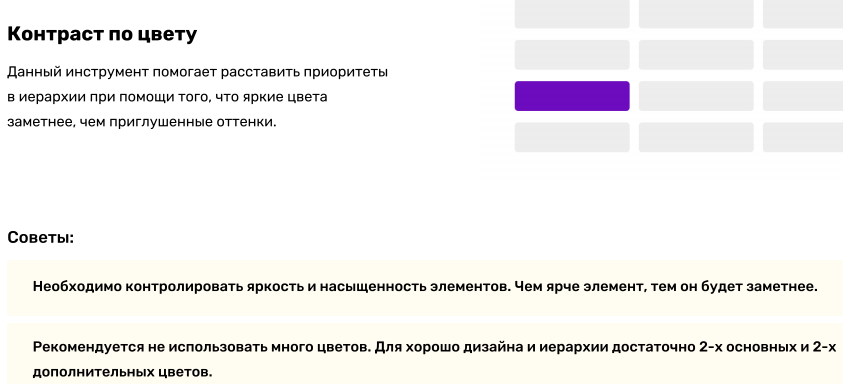 Контраст по цвету
Данный инструмент помогает расставить приоритеты
в иерархии при помощи того, что яркие цвета
заметнее, чем приглушенные оттенки.
Советы:
Необходимо контролировать яркость и насыщенность элементов. Чем ярче элемент, тем он будет заметнее.
Рекомендуется не использовать много цветов. Для хорошо дизайна и иерархии достаточно 2-х основных и 2-х
дополнительных цветов.